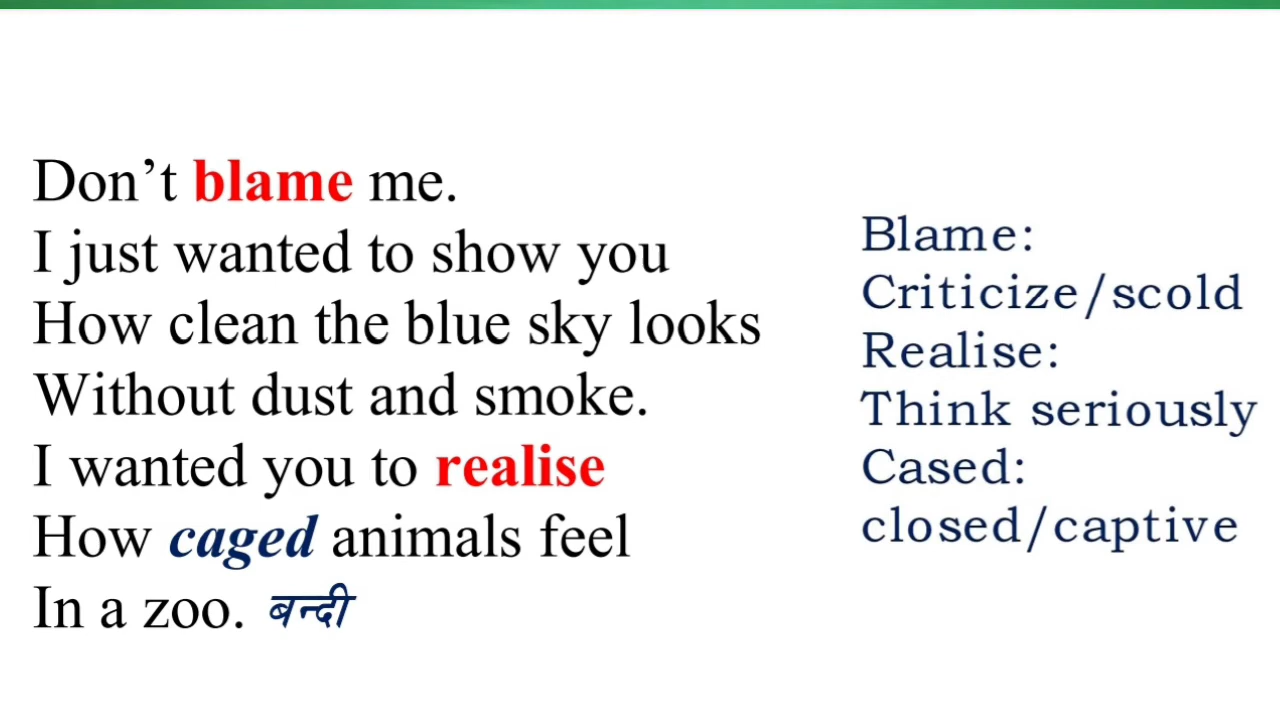 Don’t blame me.
I just wanted to show you
How clean the blue sky looks
Without dust and smoke.
I wanted you to realise
How caged animals feel
In a zoo. बन्दी
Blame:
Criticize/scold
Realise:
Think seriously
Cased:
closed/captive